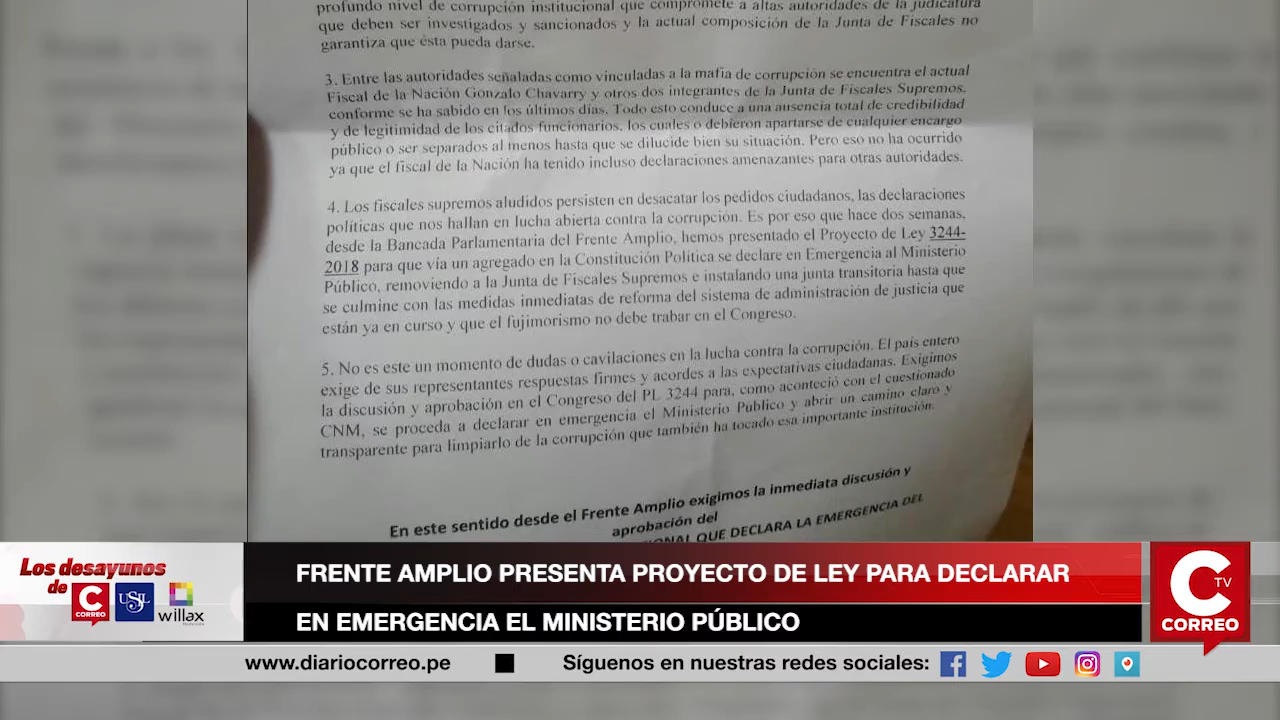 profundo nivel de corrupción institucional que compromete a altas autoridades de la judicatura
que deben ser investigados y sancionados y la actual composición de la Junta de Fiscales no
garantiza que ésta pueda darse.
3. Entre las autoridades señaladas como vinculadas a la mafia de corrupción se encuentra el actual
Fiscal de la Nación Gonzalo Chavarry y otros dos integrantes de la Junta de Fiscales Supremos,
conforme se ha sabido en los últimos días. Todo esto conduce a una ausencia total de credibilidad
y de legitimidad de los citados funcionarios, los cuales o debieron apartarse de cualquier encargo
público o ser separados al menos hasta que se dilucide bien su situación. Pero eso no ha ocurrido
ya que el fiscal de la Nación ha tenido incluso declaraciones amenazantes para otras autoridades.
4. Los fiscales supremos aludidos persisten en desacatar los pedidos ciudadanos, las declaraciones
políticas que nos hallan en lucha abierta contra la corrupción. Es por eso que hace dos semanas,
desde la Bancada Parlamentaria del Frente Amplio, hemos presentado el Proyecto de Ley 3244-
2018 para que vía un agregado en la Constitución Política se declare en Emergencia al Ministerio
Público, removiendo a la Junta de Fiscales Supremos e instalando una junta transitoria hasta que
se culmine con las medidas inmediatas de reforma del sistema de administración de justicia que
están ya en curso y que el fujimorismo no debe trabar en el Congreso.
5. No es este un momento de dudas o cavilaciones en la lucha contra la corrupción. El país entero
exige de sus representantes respuestas firmes y acordes a las expectativas ciudadanas. Exigimos
la discusión y aprobación en el Congreso del PL 3244 para, como aconteció con el cuestionado
CNM, se proceda a declarar en emergencia el Ministerio Público y abrir un camino claro y
transparente para limpiarlo de la corrupción que también ha tocado esa importante institución.
En este sentido desde el Frente Amplio exigimos la inmediata discusión y
aprobación del
QUE DECLARA LA EMERGENCIA DEL
Los desayunos
de
C
CORREO
USIL
willax
FRENTE AMPLIO PRESENTA PROYECTO DE LEY PARA DECLARAR
EN EMERGENCIA EL MINISTERIO PÚBLICO
C
TV
CORREO
www.diariocorreo.pe
Síguenos en nuestras redes sociales: